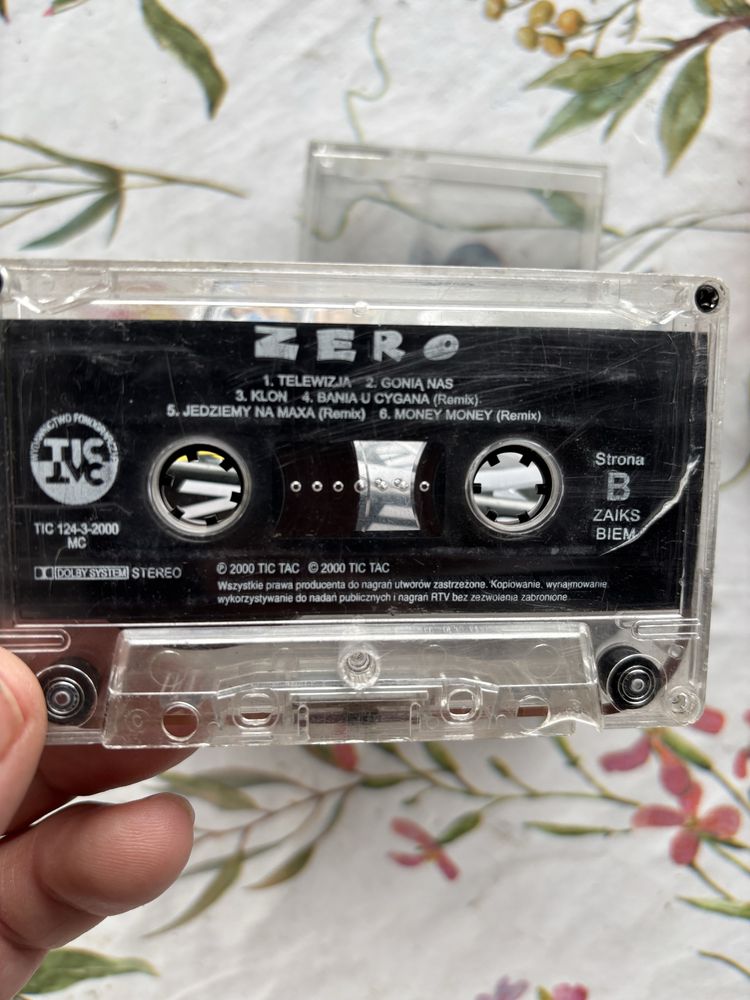 ZERO
1. TELEWIZJA 2. GONIĄ NAS
3. KLON 4. BANIA U CYGANA (Remix)
5. JEDZIEMY NA MAXA (Remix) 6. MONEY MONEY (Remix)
TIC
TAC
TIC 124-3-2000
MC
DOLBY SYSTEM STEREO
Strona
B
ZAIKS
BIEM
℗ 2000 TIC TAC © 2000 TIC TAC
Wszystkie prawa producenta do nagrań utworów zastrzeżone. Kopiowanie, wynajmowanie
wykorzystywanie do nadań publicznych i nagrań RTV bez zezwolenia zabronione